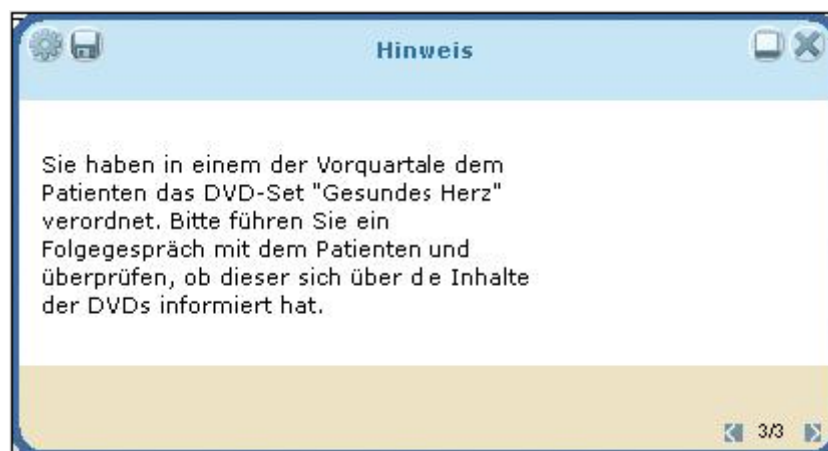 Hinweis
Sie haben in einem der Vorquartale dem
Patienten das DVD-Set "Gesundes Herz"
verordnet. Bitte führen Sie ein
Folgegespräch mit dem Patienten und
überprüfen, ob dieser sich über de Inhalte
der DVDs informiert hat.
3/3